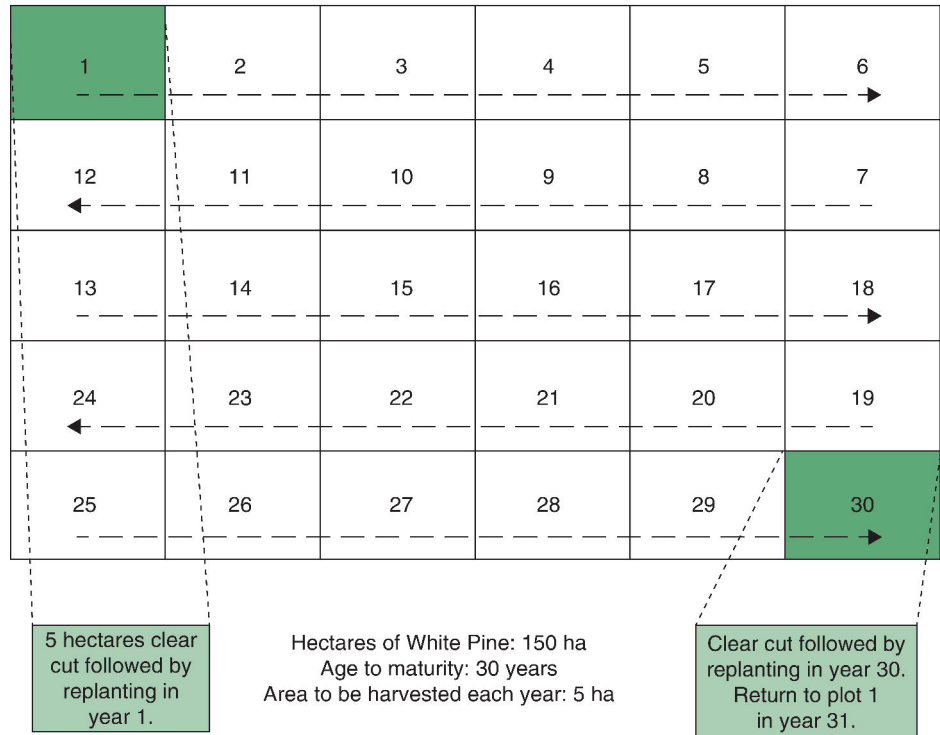 1 2 3 4 5 6
12 11 10 9 8 7
13 14 15 16 17 18
24 23 22 21 20 19
25 26 27 28 29 30
5 hectares clear
cut followed by
replanting in
year 1.
Hectares of White Pine: 150 ha
Age to maturity: 30 years
Area to be harvested each year: 5 ha
Clear cut followed by
replanting in year 30.
Return to plot 1
in year 31.